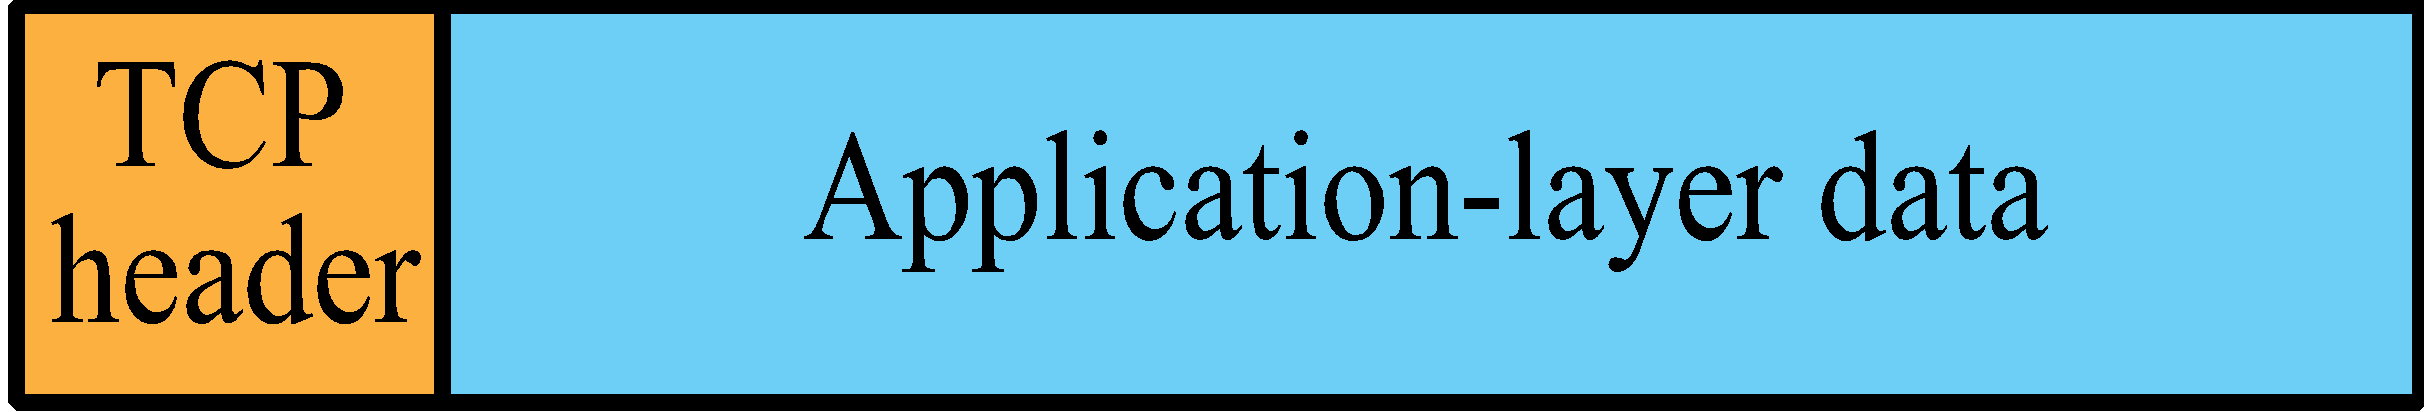 TCP
header
Application-layer data